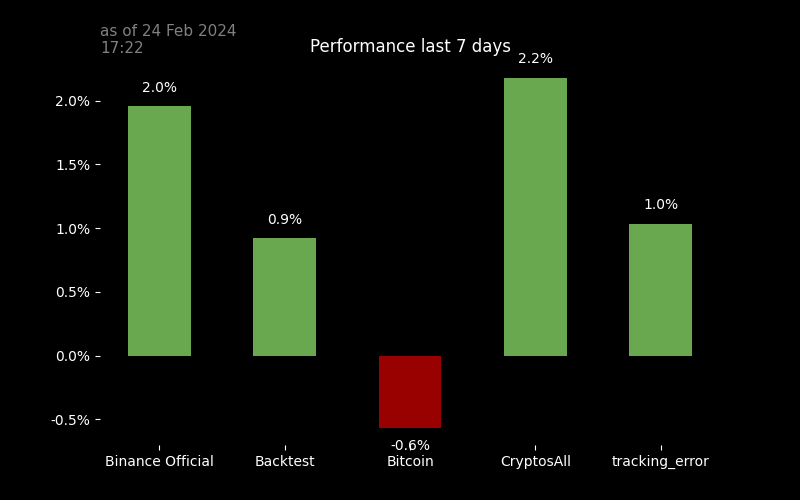 as of 24 Feb 2024
17:22
Performance last 7 days
2.2%
2.0%
2.0%
1.5%
1.0%
1.0%
0.9%
0.5%
0.0%
-0.5%
-0.6%
Binance Official
Backtest
Bitcoin
CryptosAll
tracking_error